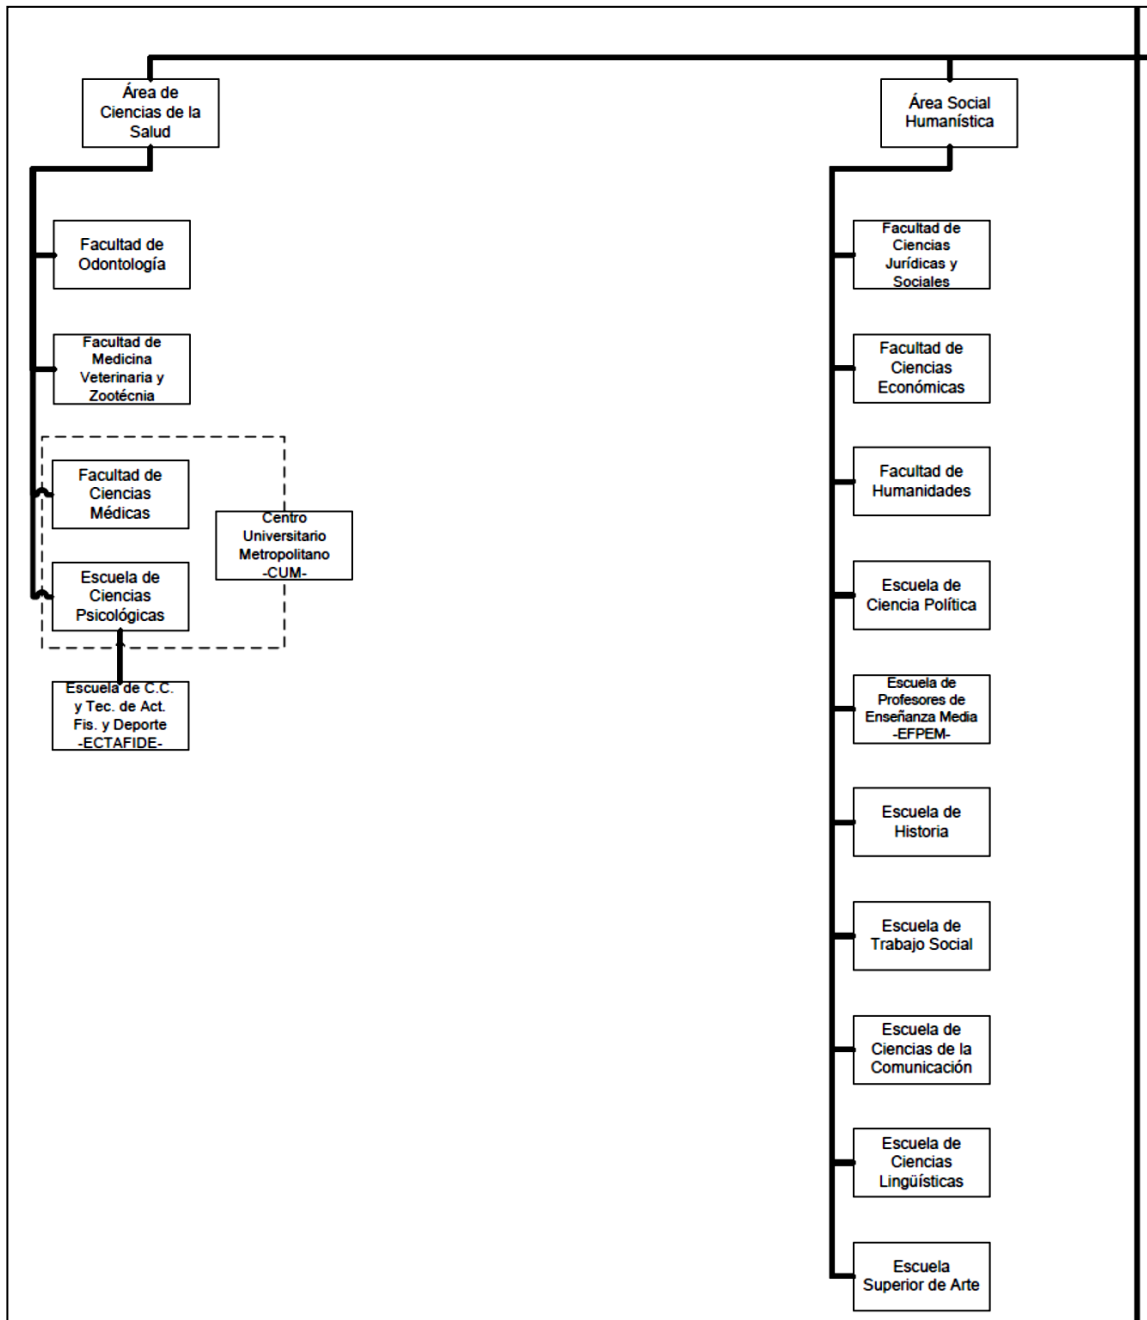 Área de
Ciencias de la
Salud
Área Social
Humanística
Facultad de
Odontología
Facultad de
Medicina
Veterinaria y
Zootécnia
Facultad de
Ciencias
Médicas
Centro
Universitario
Metropolitano
-CUM-
Escuela de
Ciencias
Psicológicas
Escuela de C.C.
y Tec. de Act.
Fis. y Deporte
-ECTAFIDE-
Facultad de
Ciencias
Jurídicas y
Sociales
Facultad de
Ciencias
Económicas
Facultad de
Humanidades
Escuela de
Ciencia Política
Escuela de
Profesores de
Enseñanza Media
-EFPEM-
Escuela de
Historia
Escuela de
Trabajo Social
Escuela de
Ciencias de la
Comunicación
Escuela de
Ciencias
Lingüísticas
Escuela
Superior de Arte